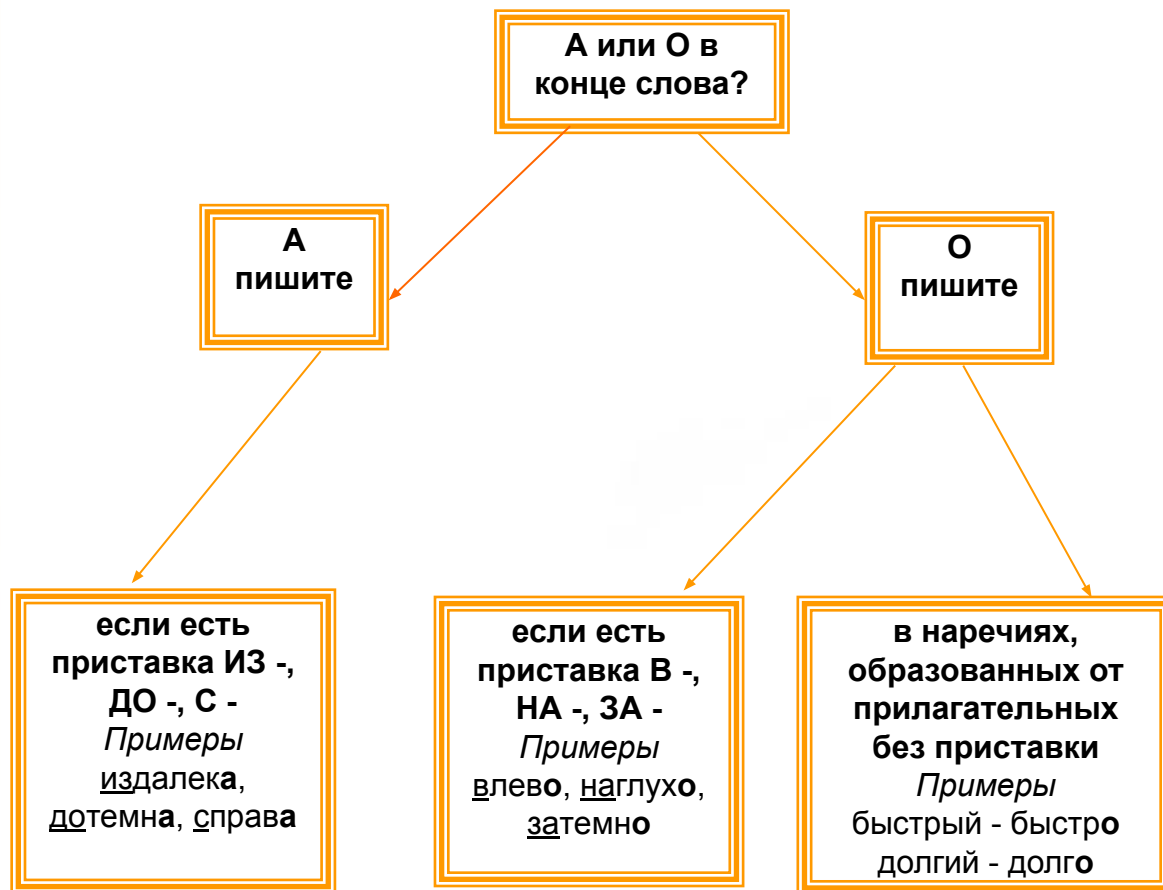 А или О в
конце слова?
А
пишите
О
пишите
если есть
приставка ИЗ -,
ДО -, С -
Примеры
издалека,
дотемна, справа
если есть
приставка В -,
НА -, ЗА -
Примеры
влево, наглухо,
затемно
в наречиях,
образованных от
прилагательных
без приставки
Примеры
быстрый - быстро
долгий - долго